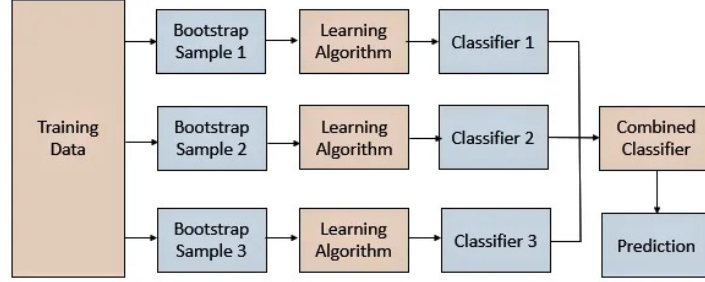 Training
Data
Bootstrap
Sample 1
Learning
Algorithm
Classifier 1
Bootstrap
Sample 2
Learning
Algorithm
Classifier 2
Bootstrap
Sample 3
Learning
Algorithm
Classifier 3
Combined
Classifier
Prediction